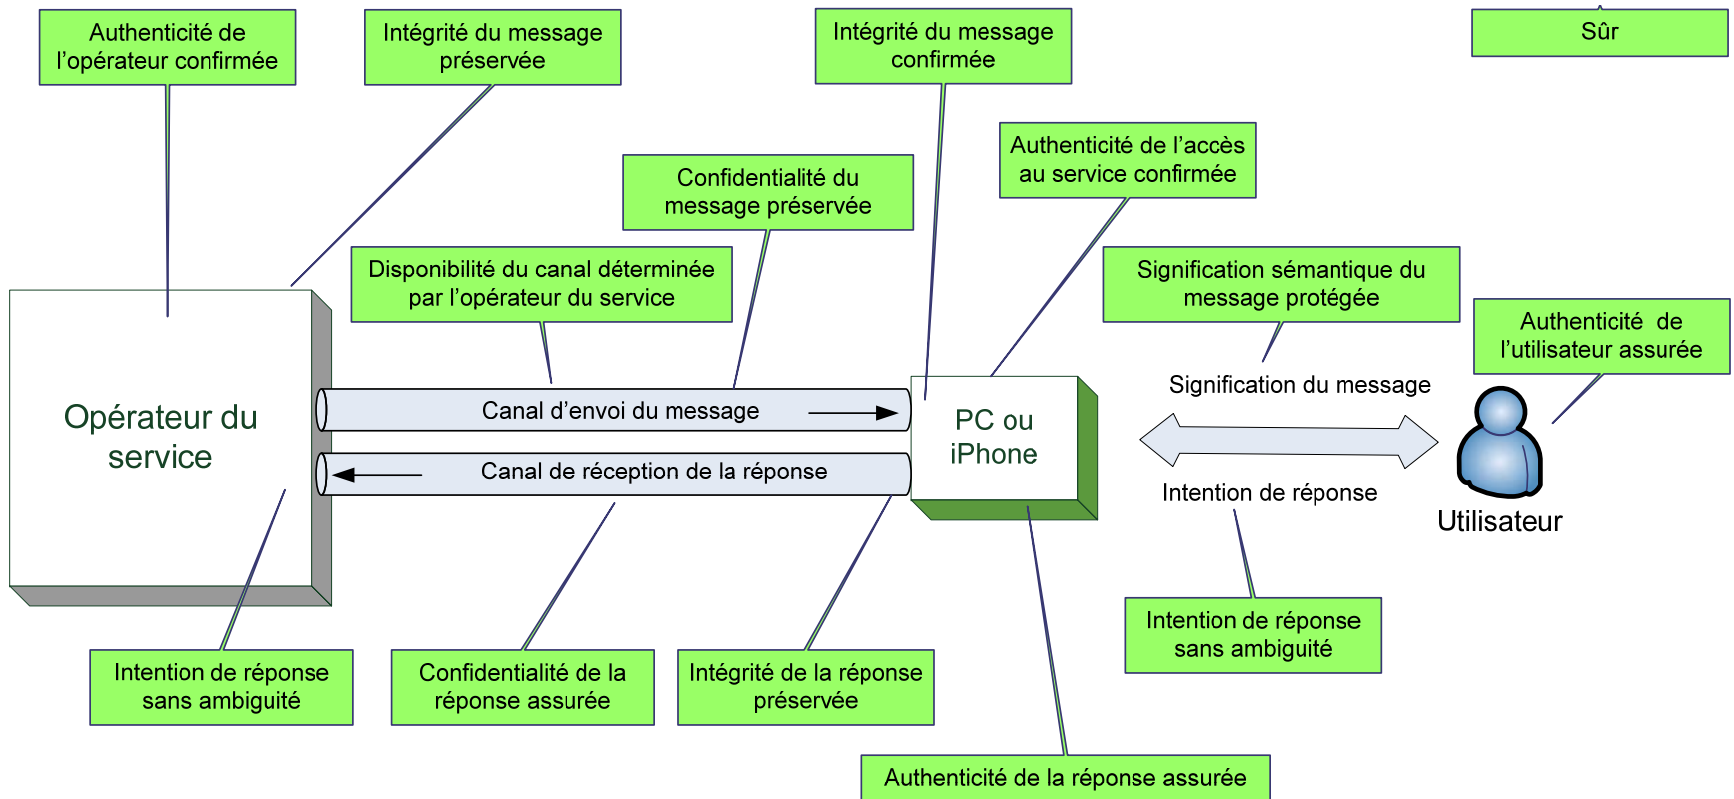 Authenticité de
l’opérateur confirmée
Intégrité du message
préservée
Intégrité du message
confirmée
Sûr
Authenticité de l’accès
au service confirmée
Confidentialité du
message préservée
Disponibilité du canal déterminée
par l’opérateur du service
Signification sémantique du
message protégée
Authenticité de
l’utilisateur assurée
Opérateur du
service
Canal d’envoi du message
Canal de réception de la réponse
PC ou
iPhone
Signification du message
Intention de réponse
Utilisateur
Intention de réponse
sans ambiguité
Confidentialité de la
réponse assurée
Intégrité de la réponse
préservée
Intention de réponse
sans ambiguité
Authenticité de la réponse assurée